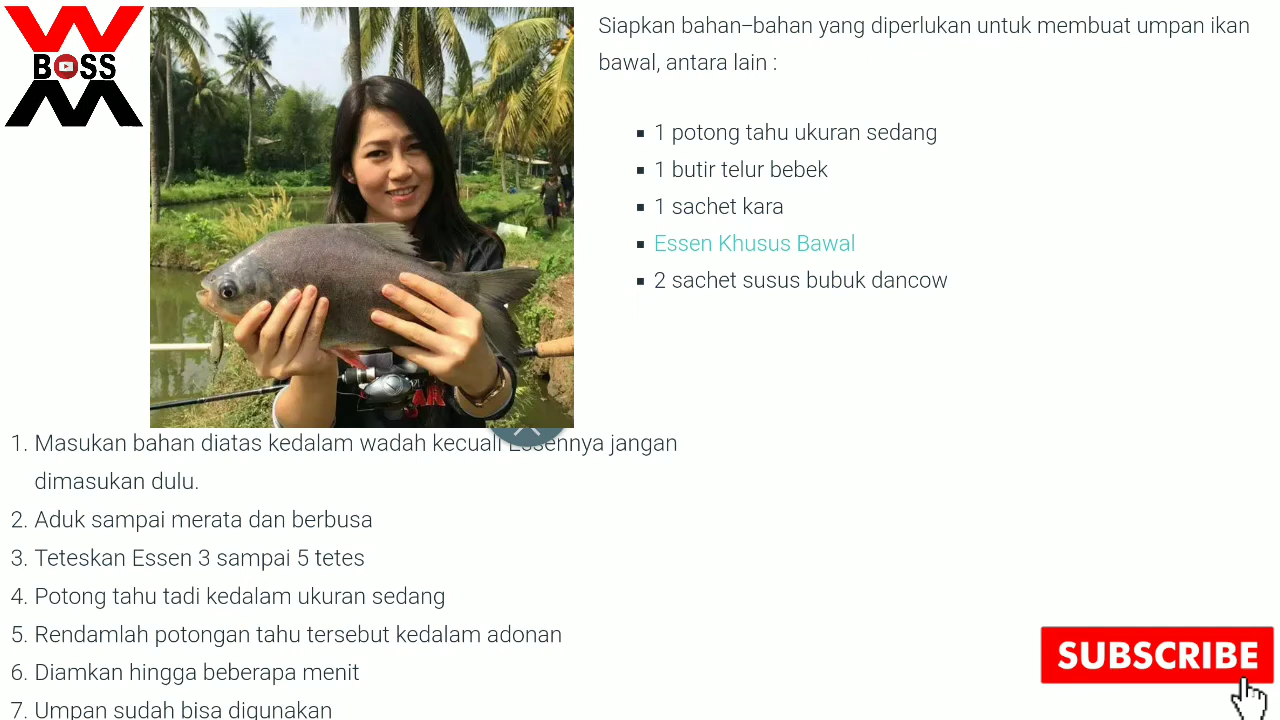 BOSS
Siapkan bahan–bahan yang diperlukan untuk membuat umpan ikan
bawal, antara lain :
1 potong tahu ukuran sedang
1 butir telur bebek
1 sachet kara
Essen Khusus Bawal
2 sachet susus bubuk dancow
1. Masukan bahan diatas kedalam wadah kecuali Essennya jangan
dimasukan dulu.
2. Aduk sampai merata dan berbusa
3. Teteskan Essen 3 sampai 5 tetes
4. Potong tahu tadi kedalam ukuran sedang
5. Rendamlah potongan tahu tersebut kedalam adonan
6. Diamkan hingga beberapa menit
7. Umpan sudah bisa digunakan
SUBSCRIBE